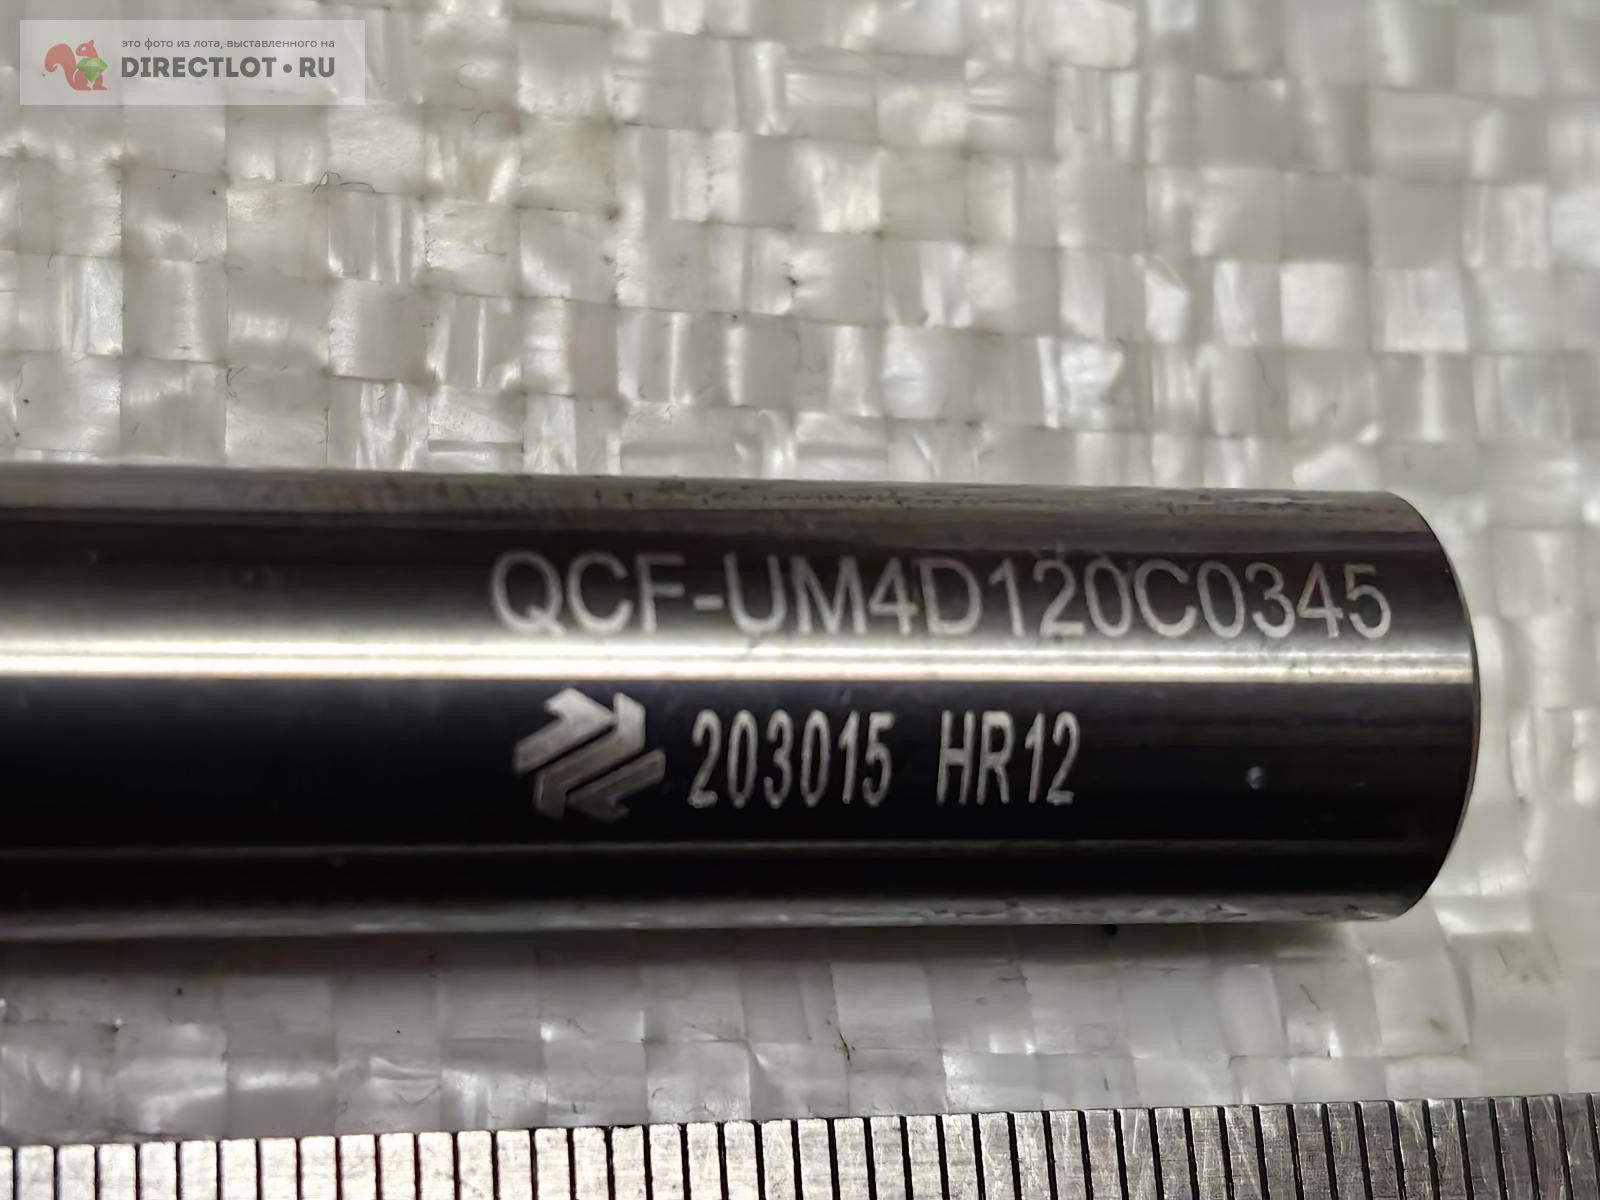 это фото из лота, выставленного на
DIRECTLOT•RU
QCF-UM4D120C0345
203015 HR12